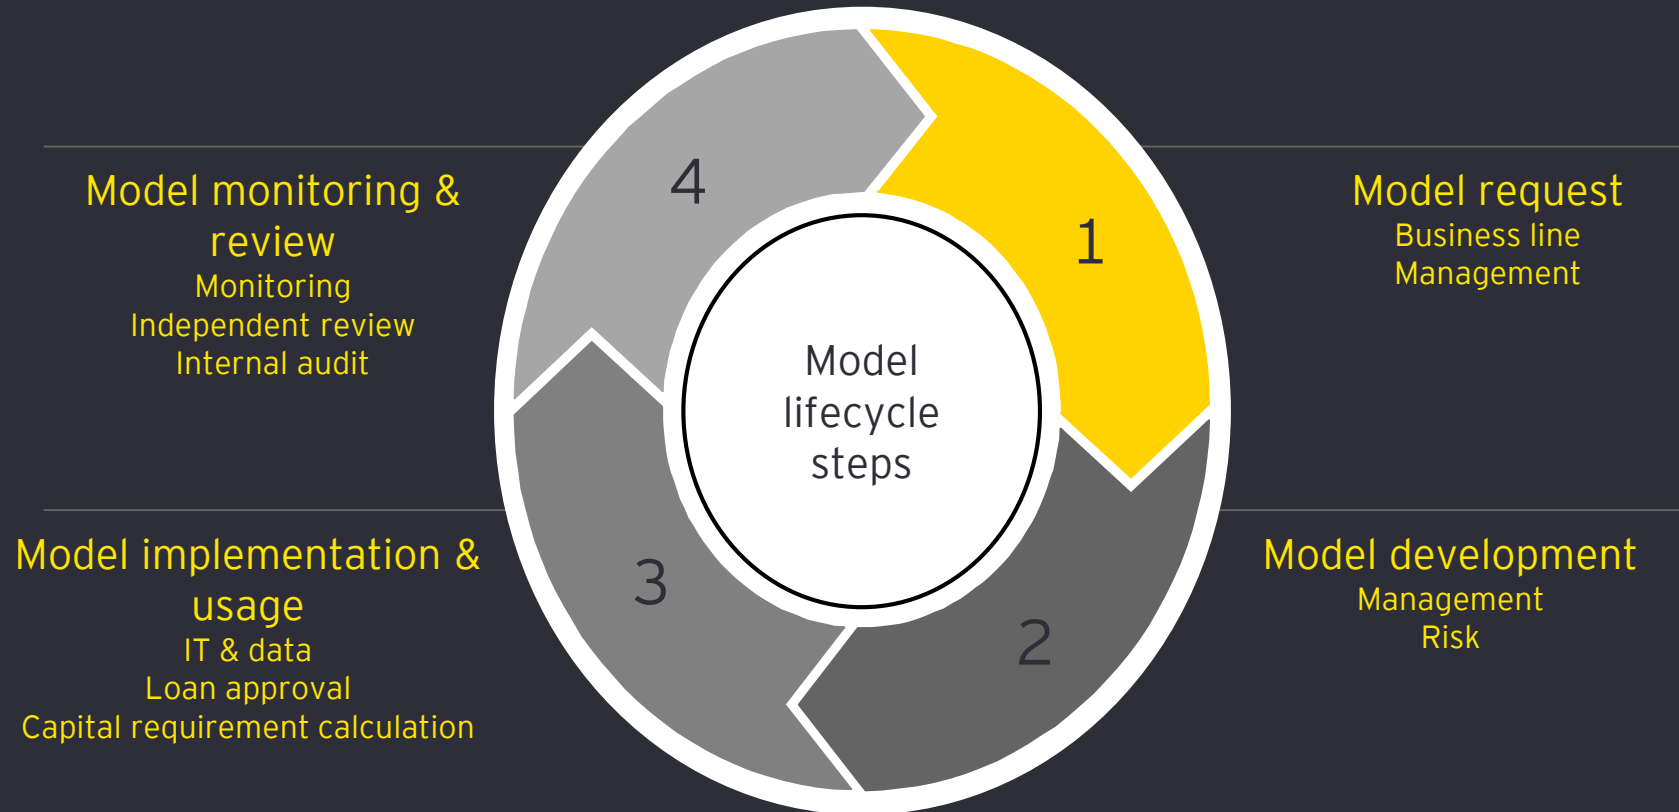 4
Model monitoring &
review
Monitoring
Independent review
Internal audit
1
Model request
Business line
Management
Model
lifecycle
steps
Model implementation &
usage
IT & data
Loan approval
Capital requirement calculation
3
2
Model development
Management
Risk